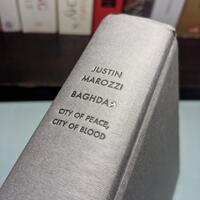 JUSTIN
MAROZZI
BAGHDAD
CITY OF PEACE,
CITY OF BLOOD